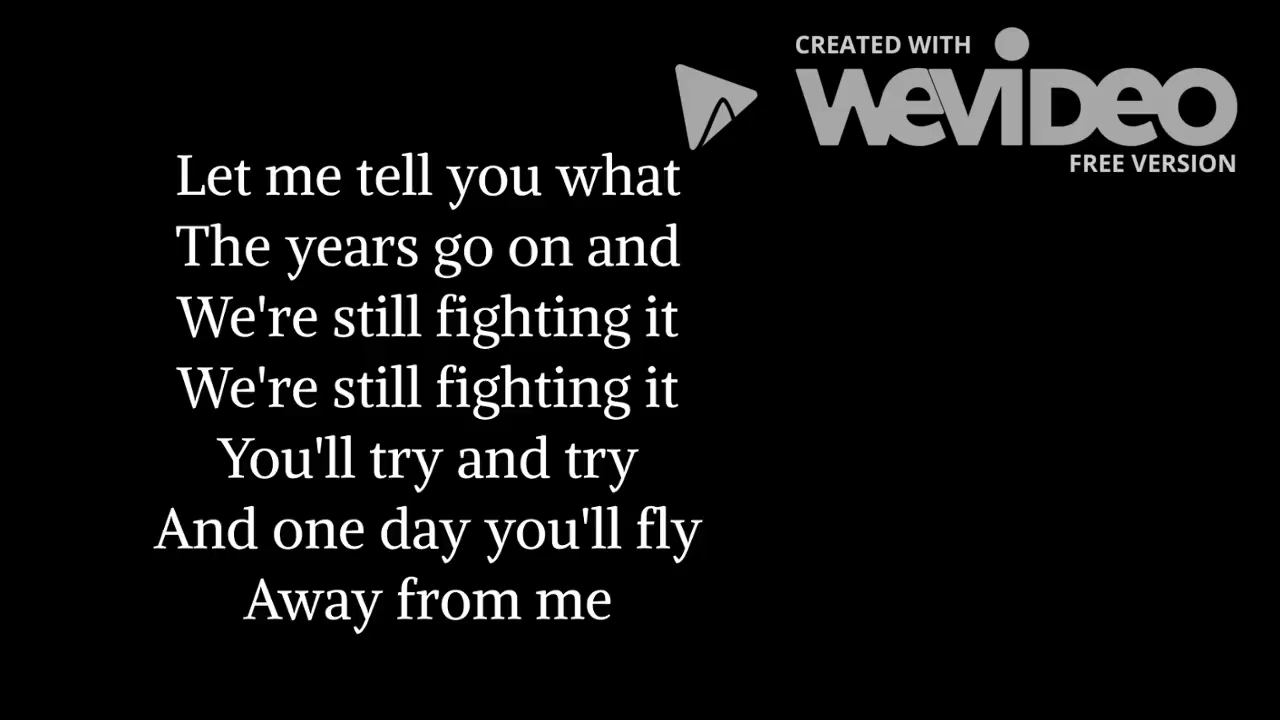 CREATED WITH
WEVIDEO
FREE VERSION
Let me tell you what
The years go on and
We're still fighting it
We're still fighting it
You'll try and try
And one day you'll fly
Away from me